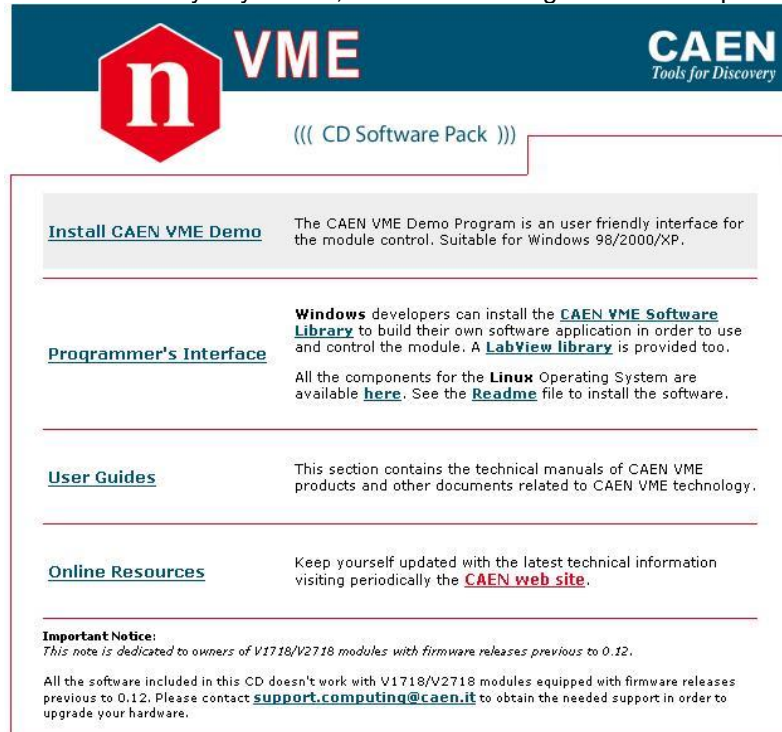 n VME
CAEN
Tools for Discovery
((( CD Software Pack )))
Install CAEN VME Demo
The CAEN VME Demo Program is an user friendly interface for
the module control. Suitable for Windows 98/2000/XP.
Programmer's Interface
Windows developers can install the CAEN VME Software
Library to build their own software application in order to use
and control the module. A LabView library is provided too.
All the components for the Linux Operating System are
available here. See the Readme file to install the software.
User Guides
This section contains the technical manuals of CAEN VME
products and other documents related to CAEN VME technology.
Online Resources
Keep yourself updated with the latest technical information
visiting periodically the CAEN web site.
Important Notice:
This note is dedicated to owners of V1718/V2718 modules with firmware releases previous to 0.12.
All the software included in this CD doesn't work with V1718/V2718 modules equipped with firmware releases
previous to 0.12. Please contact support.computing@caen.it to obtain the needed support in order to
upgrade your hardware.